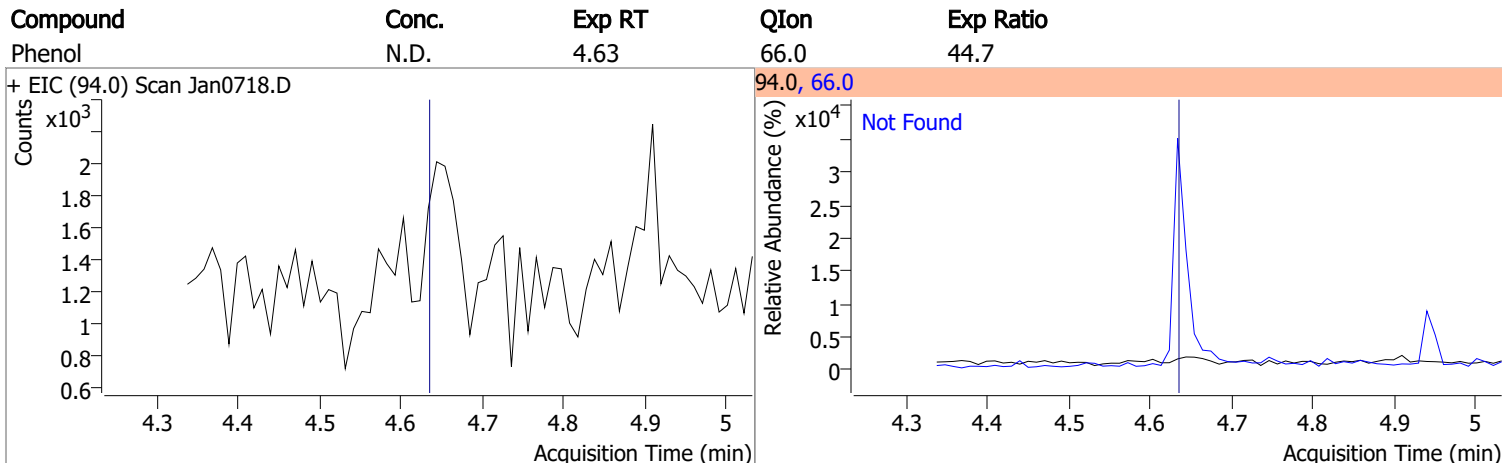 Compound Conc. Exp RT QIon Exp Ratio
Phenol N.D. 4.63 66.0 44.7
+ EIC (94.0) Scan Jan0718.D
Counts
x10³
2
1.8
1.6
1.4
1.2
1
0.8
0.6
4.3 4.4 4.5 4.6 4.7 4.8 4.9 5
Acquisition Time (min)
94.0, 66.0
Relative Abundance (%)
x10⁴
Not Found
3
2.5
2
1.5
1
0.5
0
4.3 4.4 4.5 4.6 4.7 4.8 4.9 5
Acquisition Time (min)